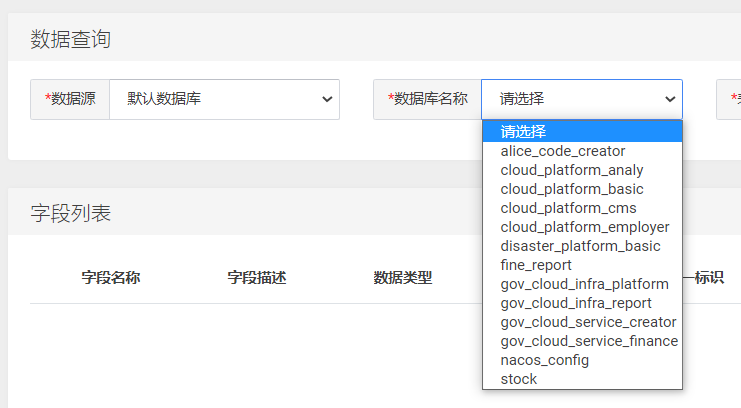 数据查询
*数据源 默认数据库 *数据库名称 请选择 *
请选择
alice_code_creator
cloud_platform_analy
cloud_platform_basic
cloud_platform_cms
cloud_platform_employer
disaster_platform_basic
fine_report
gov_cloud_infra_platform
gov_cloud_infra_report
gov_cloud_service_creator
gov_cloud_service_finance
nacos_config
stock
字段列表
字段名称 字段描述 数据类型 一标识